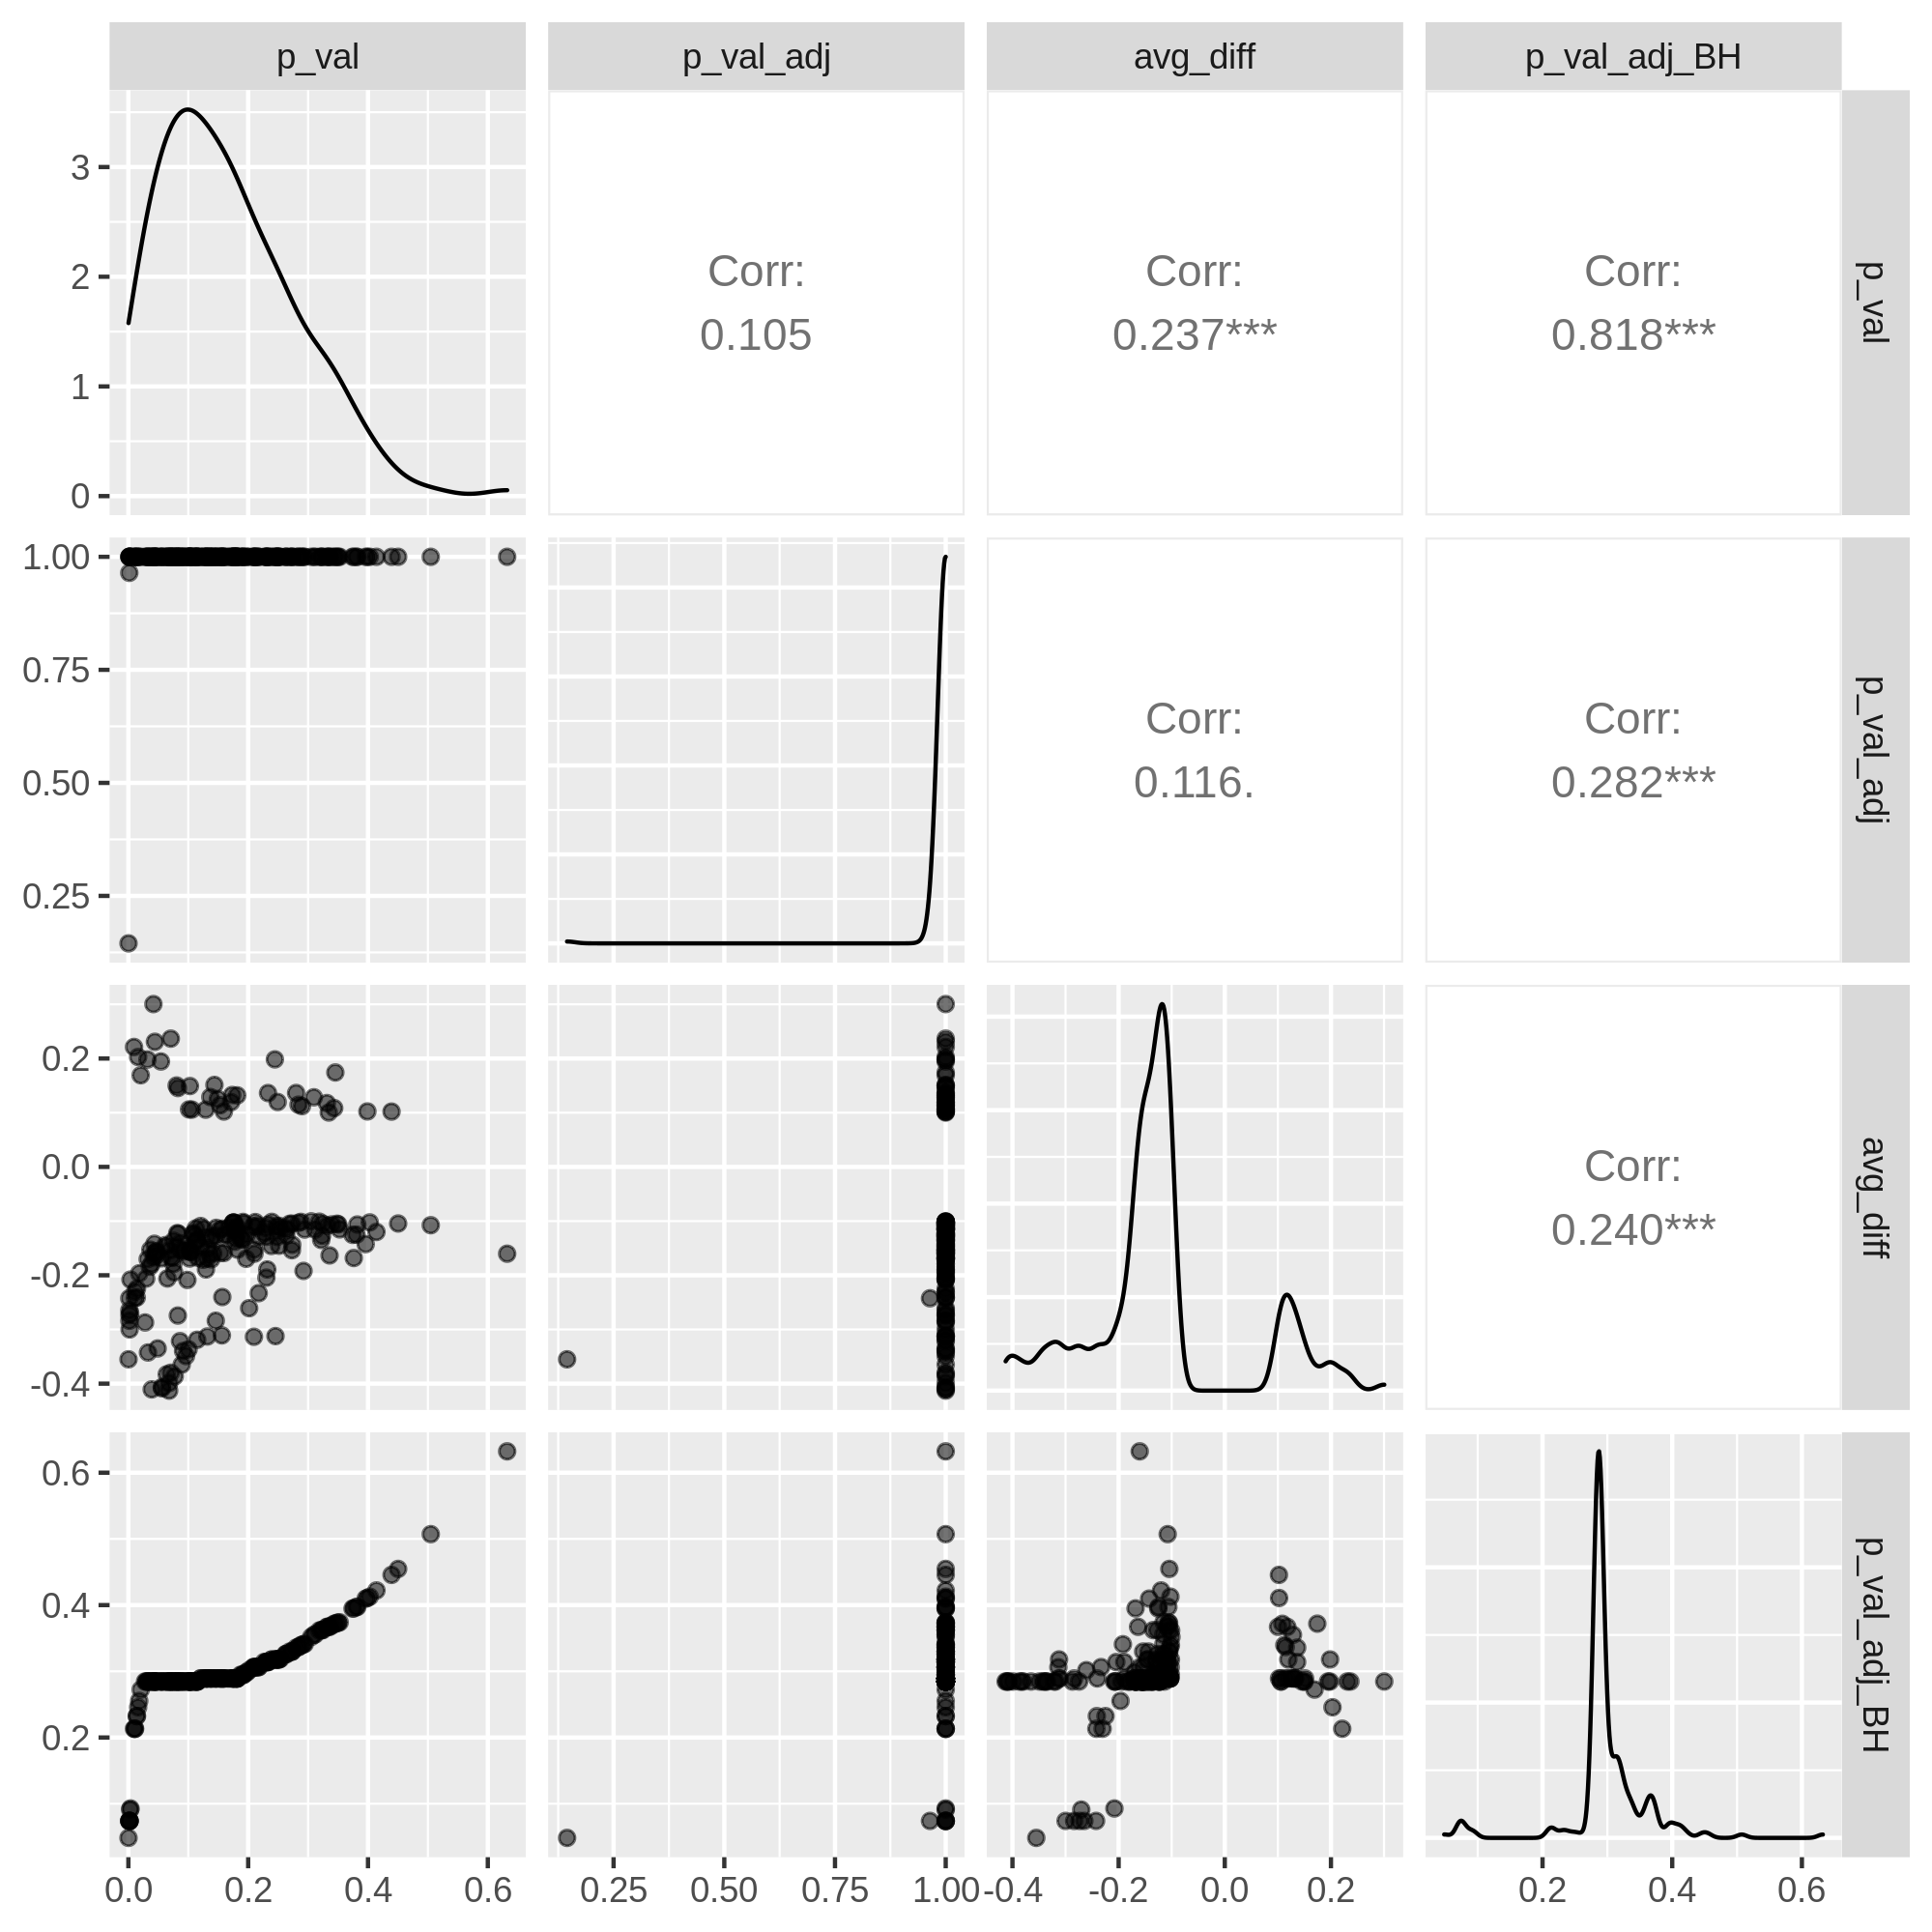 p_val
p_val_adj
avg_diff
p_val_adj_BH
3
2
1
0
Corr:
0.105
Corr:
0.237***
Corr:
0.818***
p_val
1.00
0.75
0.50
0.25
Corr:
0.116.
Corr:
0.282***
p_val_adj
0.2
0.0
-0.2
-0.4
Corr:
0.240***
avg_diff
0.6
0.4
0.2
p_val_adj_BH
0.0 0.2 0.4 0.6
0.25 0.50 0.75 1.00
-0.4 -0.2 0.0 0.2
0.2 0.4 0.6